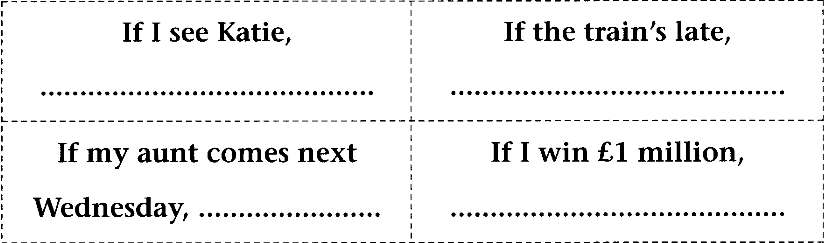 If I see Katie,
........................................
If the train's late,
........................................
If my aunt comes next
Wednesday, ......................
If I win £1 million,
........................................